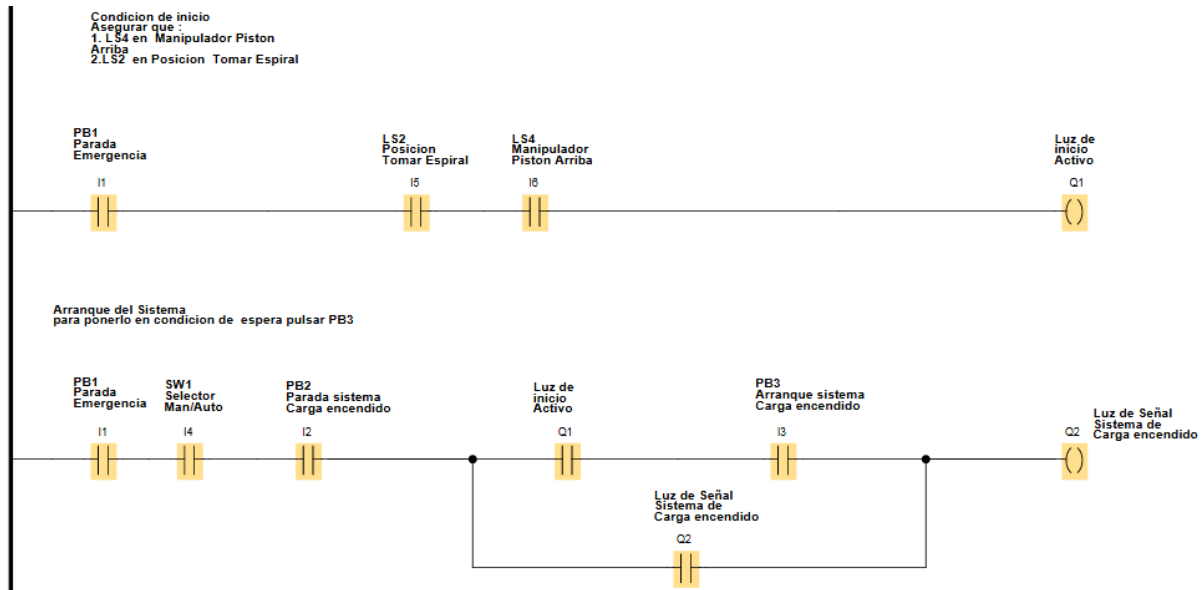 Condicion de inicio
Asegurar que :
1. LS4 en Manipulador Piston
Arriba
2.LS2 en Posicion Tomar Espiral
PB1
Parada
Emergencia
I1
LS2
Posicion
Tomar Espiral
I5
LS4
Manipulador
Piston Arriba
I6
Luz de
inicio
Activo
Q1
Arranque del Sistema
para ponerlo en condicion de espera pulsar PB3
PB1
Parada
Emergencia
I1
SW1
Selector
Man/Auto
I4
PB2
Parada sistema
Carga encendido
I2
Luz de
inicio
Activo
Q1
PB3
Arranque sistema
Carga encendido
I3
Luz de Señal
Sistema de
Carga encendido
Q2
Luz de Señal
Sistema de
Carga encendido
Q2